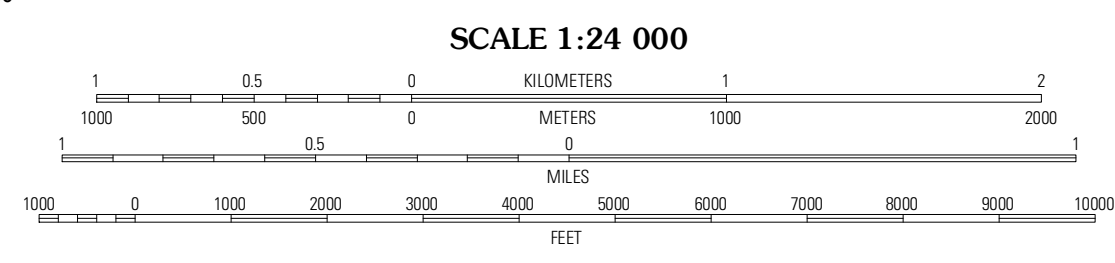 SCALE 1:24 000
1 0.5 0 KILOMETERS 1 2
1000 500 0 METERS 1000 2000
1 0.5 0 1
MILES
1000 0 1000 2000 3000 4000 5000 6000 7000 8000 9000 10000
FEET